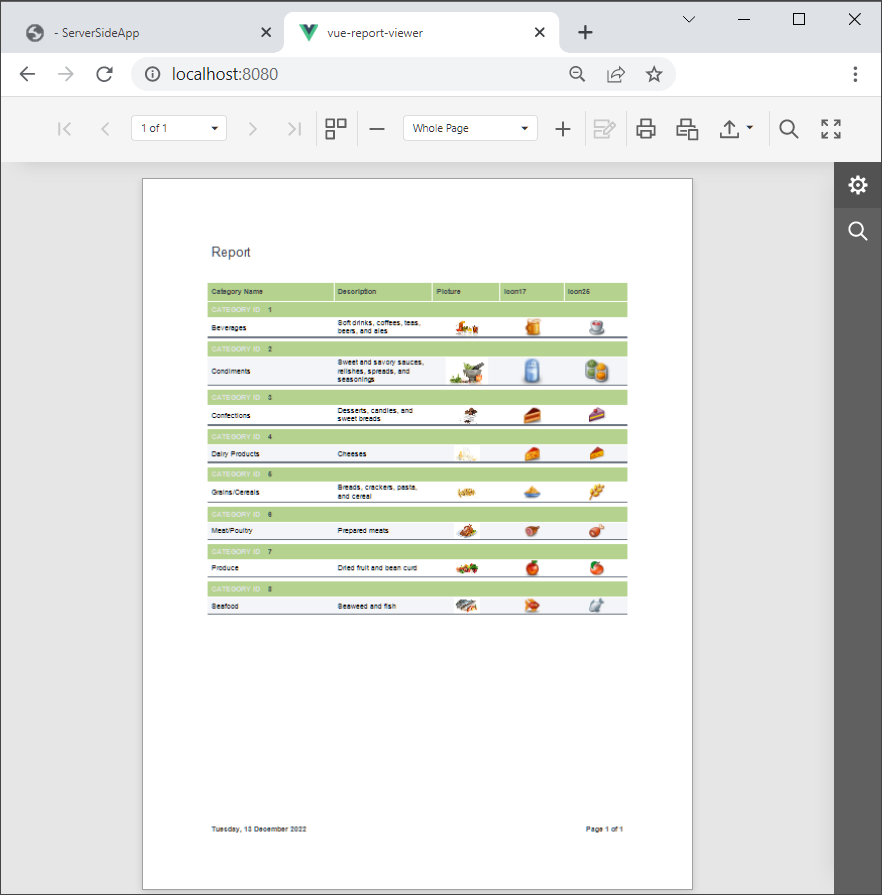 - ServerSideApp
vue-report-viewer
localhost:8080
1 of 1
Whole Page
Report
Category Name Description Picture Icon17 Icon25
CATEGORY ID 1
Beverages Soft drinks, coffees, teas,
beers, and ales
CATEGORY ID 2
Condiments Sweet and savory sauces,
relishes, spreads, and
seasonings
CATEGORY ID 3
Confections Desserts, candies, and
sweet breads
CATEGORY ID 4
Dairy Products Cheeses
CATEGORY ID 5
Grains/Cereals Breads, crackers, pasta,
and cereal
CATEGORY ID 6
Meat/Poultry Prepared meats
CATEGORY ID 7
Produce Dried fruit and bean curd
CATEGORY ID 8
Seafood Seaweed and fish
Tuesday, 13 December 2022 Page 1 of 1